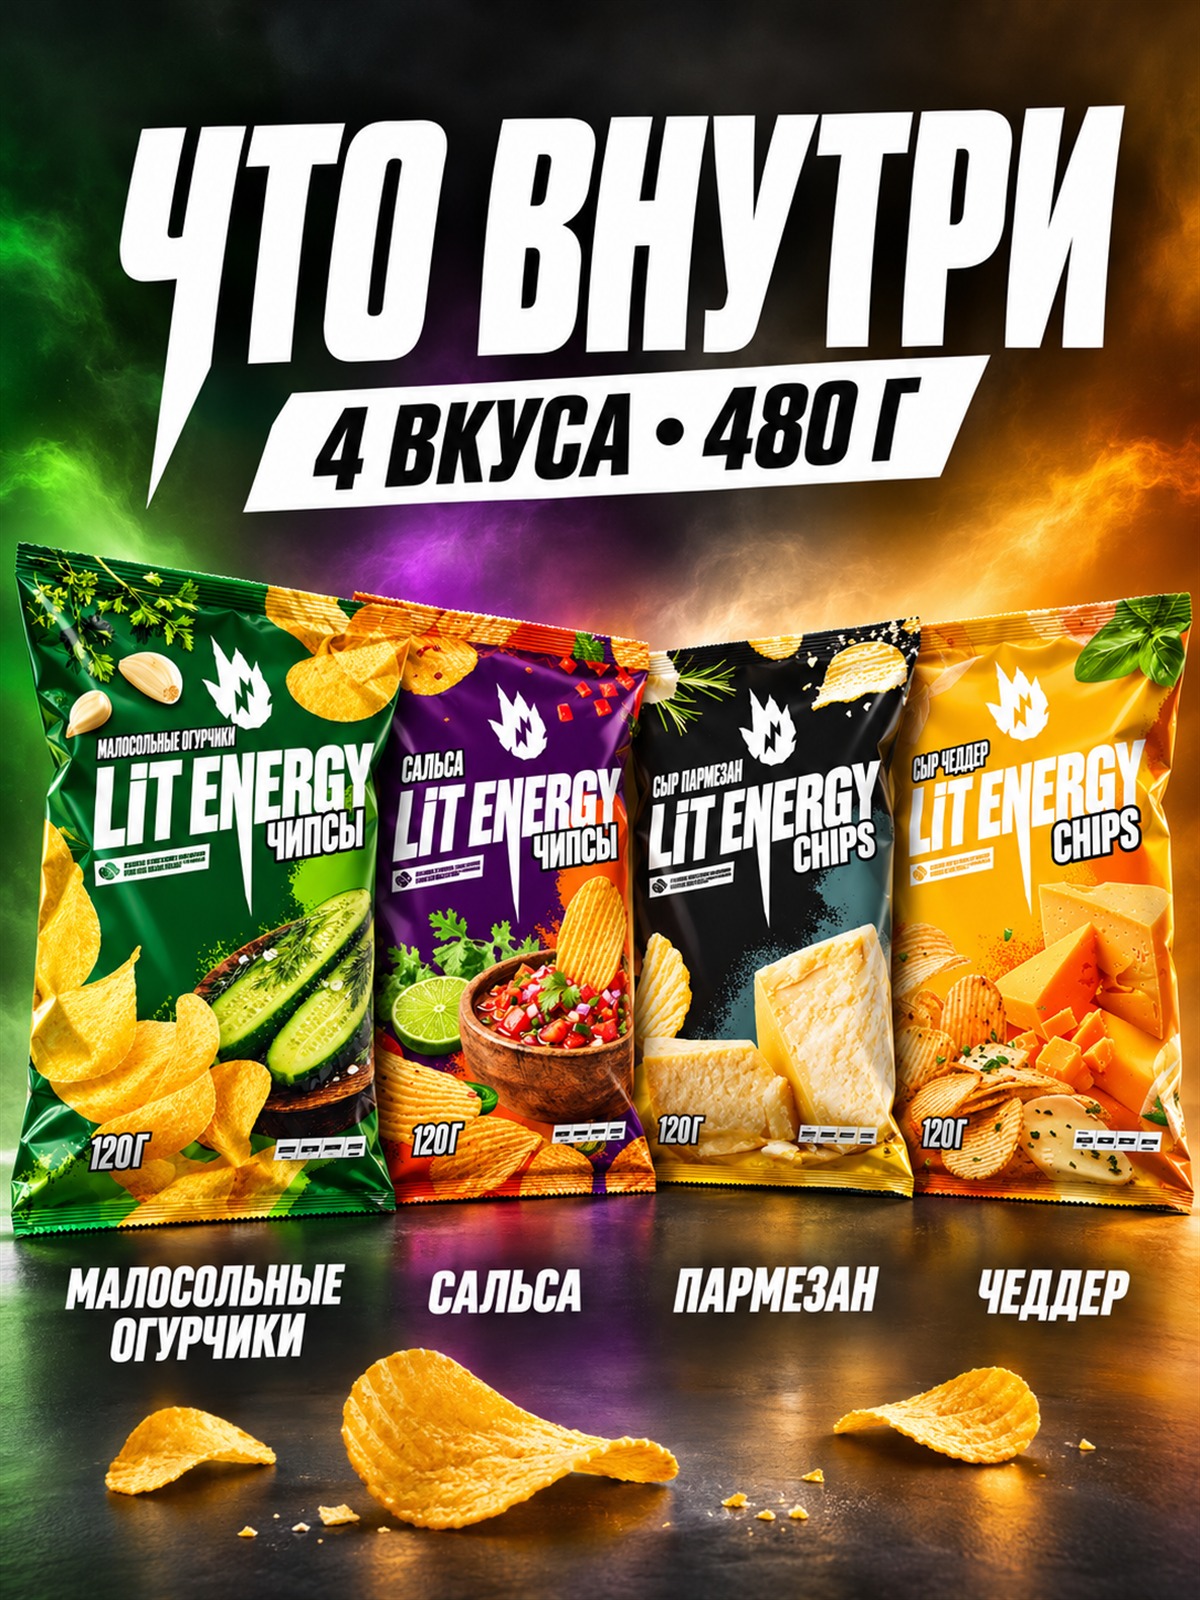 ЧТО ВНУТРИ
4 ВКУСА • 480 Г
МАЛОСОЛЬНЫЕ ОГУРЧИКИ
LIT ENERGY
ЧИПСЫ
120Г
САЛЬСА
LIT ENERGY
ЧИПСЫ
120Г
СЫР ПАРМЕЗАН
LIT ENERGY
CHIPS
120Г
СЫР ЧЕДДЕР
LIT ENERGY
CHIPS
120Г
МАЛОСОЛЬНЫЕ
ОГУРЧИКИ
САЛЬСА
ПАРМЕЗАН
ЧЕДДЕР